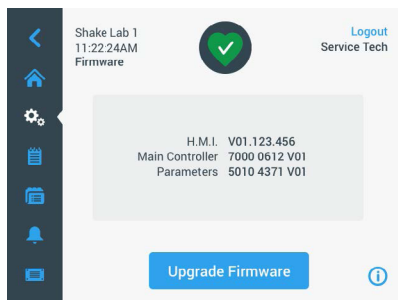 Shake Lab 1
11:22:24AM
Firmware
Logout
Service Tech
H.M.I. V01.123.456
Main Controller 7000 0612 V01
Parameters 5010 4371 V01
Upgrade Firmware